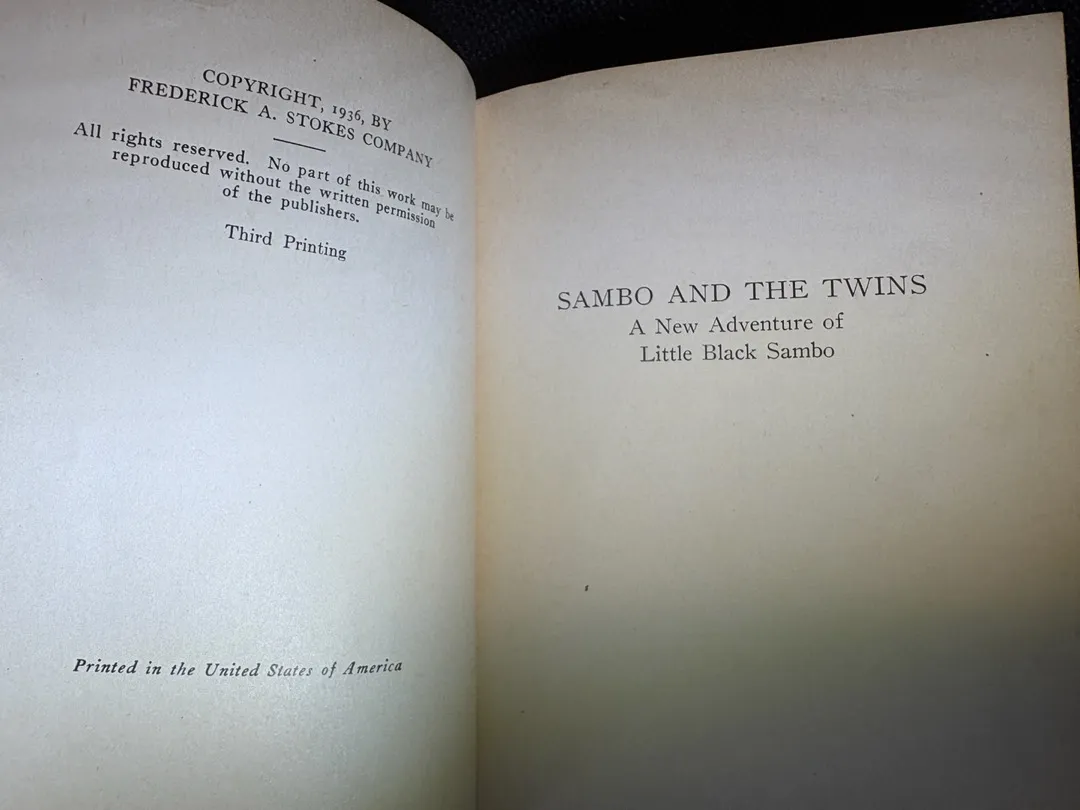 COPYRIGHT, 1936, BY
FREDERICK A. STOKES COMPANY
All rights reserved. No part of this work may be
reproduced without the written permission
of the publishers.
Third Printing
Printed in the United States of America
SAMBO AND THE TWINS
A New Adventure of
Little Black Sambo